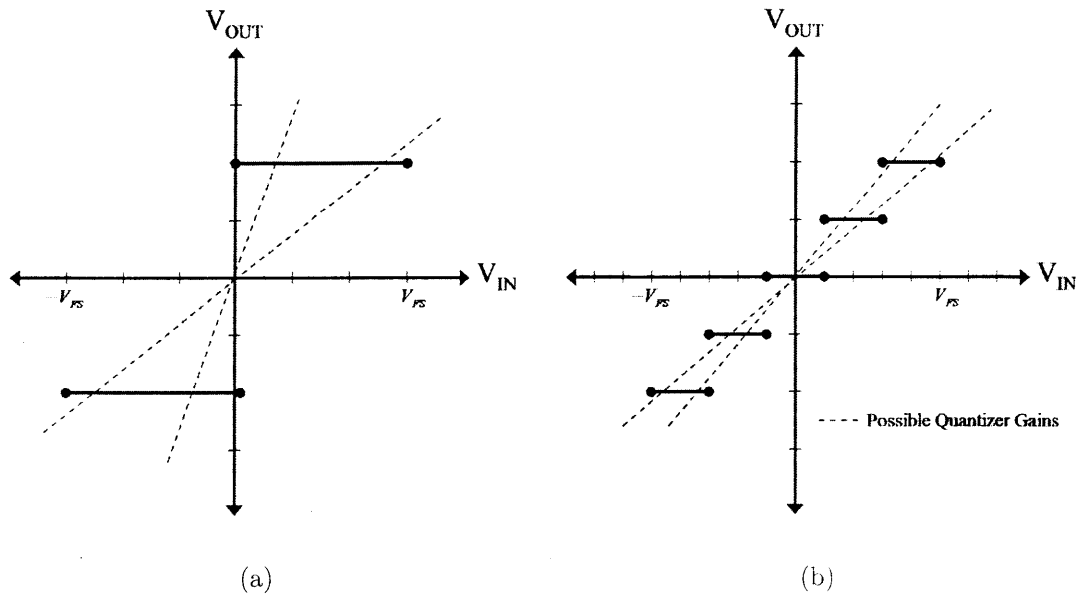 V_OUT
V_OUT
-V_FS
V_FS
V_IN
-V_FS
V_FS
V_IN
---- Possible Quantizer Gains
(a)
(b)